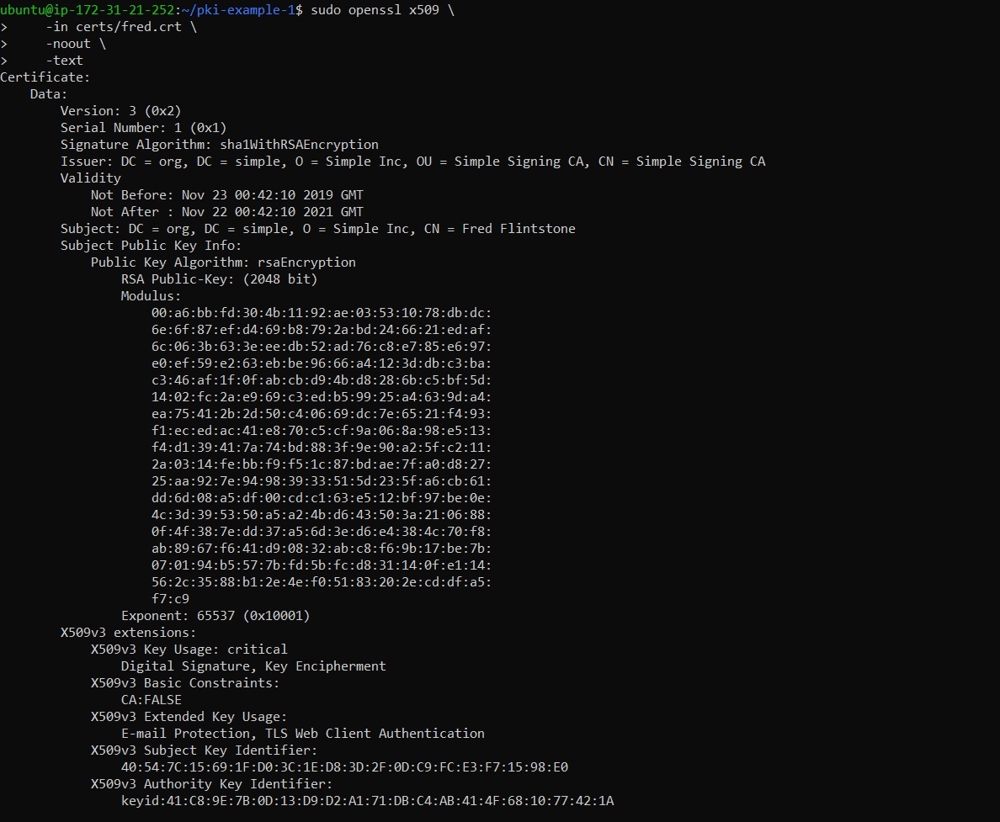 ubuntu@ip-172-31-21-252:~/pki-example-1$ sudo openssl x509 \
>     -in certs/fred.crt \
>     -noout \
>     -text
Certificate:
    Data:
        Version: 3 (0x2)
        Serial Number: 1 (0x1)
        Signature Algorithm: sha1WithRSAEncryption
        Issuer: DC = org, DC = simple, O = Simple Inc, OU = Simple Signing CA, CN = Simple Signing CA
        Validity
            Not Before: Nov 23 00:42:10 2019 GMT
            Not After : Nov 22 00:42:10 2021 GMT
        Subject: DC = org, DC = simple, O = Simple Inc, CN = Fred Flintstone
        Subject Public Key Info:
            Public Key Algorithm: rsaEncryption
                RSA Public-Key: (2048 bit)
                Modulus:
                    00:a6:bb:fd:30:4b:11:92:ae:03:53:10:78:db:dc:
                    6e:6f:87:ef:d4:69:b8:79:2a:bd:24:66:21:ed:af:
                    6c:06:3b:63:3e:ee:db:52:ad:76:c8:e7:85:e6:97:
                    e0:ef:59:e2:63:eb:be:96:66:a4:12:3d:db:c3:ba:
                    c3:46:af:1f:0f:ab:cb:d9:4b:d8:28:6b:c5:bf:5d:
                    14:02:fc:2a:e9:69:c3:ed:b5:99:25:a4:63:9d:a4:
                    ea:75:41:2b:2d:50:c4:06:69:dc:7e:65:21:f4:93:
                    f1:ec:ed:ac:41:e8:70:c5:cf:9a:06:8a:98:e5:13:
                    f4:d1:39:41:7a:74:bd:88:3f:9e:90:a2:5f:c2:11:
                    2a:03:14:fe:bb:f9:f5:1c:87:bd:ae:7f:a0:d8:27:
                    25:aa:92:7e:94:98:39:33:51:5d:23:5f:a6:cb:61:
                    dd:6d:08:a5:df:00:cd:c1:63:e5:12:bf:97:be:0e:
                    4c:3d:39:53:50:a5:a2:4b:d6:43:50:3a:21:06:88:
                    0f:4f:38:7e:dd:37:a5:6d:3e:d6:e4:38:4c:70:f8:
                    ab:89:67:f6:41:d9:08:32:ab:c8:f6:9b:17:be:7b:
                    07:01:94:b5:57:7b:fd:5b:fc:d8:31:14:0f:e1:14:
                    56:2c:35:88:b1:2e:4e:f0:51:83:20:2e:cd:df:a5:
                    f7:c9
                Exponent: 65537 (0x10001)
        X509v3 extensions:
            X509v3 Key Usage: critical
                Digital Signature, Key Encipherment
            X509v3 Basic Constraints:
                CA:FALSE
            X509v3 Extended Key Usage:
                E-mail Protection, TLS Web Client Authentication
            X509v3 Subject Key Identifier:
                40:54:7C:15:69:1F:D0:3C:1E:D8:3D:2F:0D:C9:FC:E3:F7:15:98:E0
            X509v3 Authority Key Identifier:
                keyid:41:C8:9E:7B:0D:13:D9:D2:A1:71:DB:C4:AB:41:4F:68:10:77:42:1A